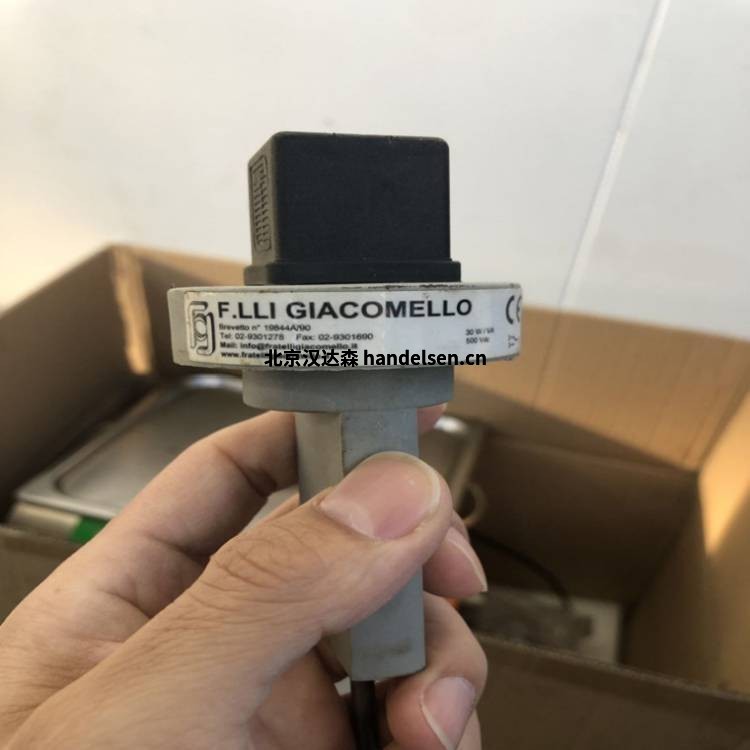 F.LLI GIACOMELLO
Brevetto n° 19844A/90
Tel: 02-9301278 Fax: 02-9301690
Mail: info@fratelligiacomello.it
30 W / VA
500 Vdc
CE
北京汉达森 handelsen.cn